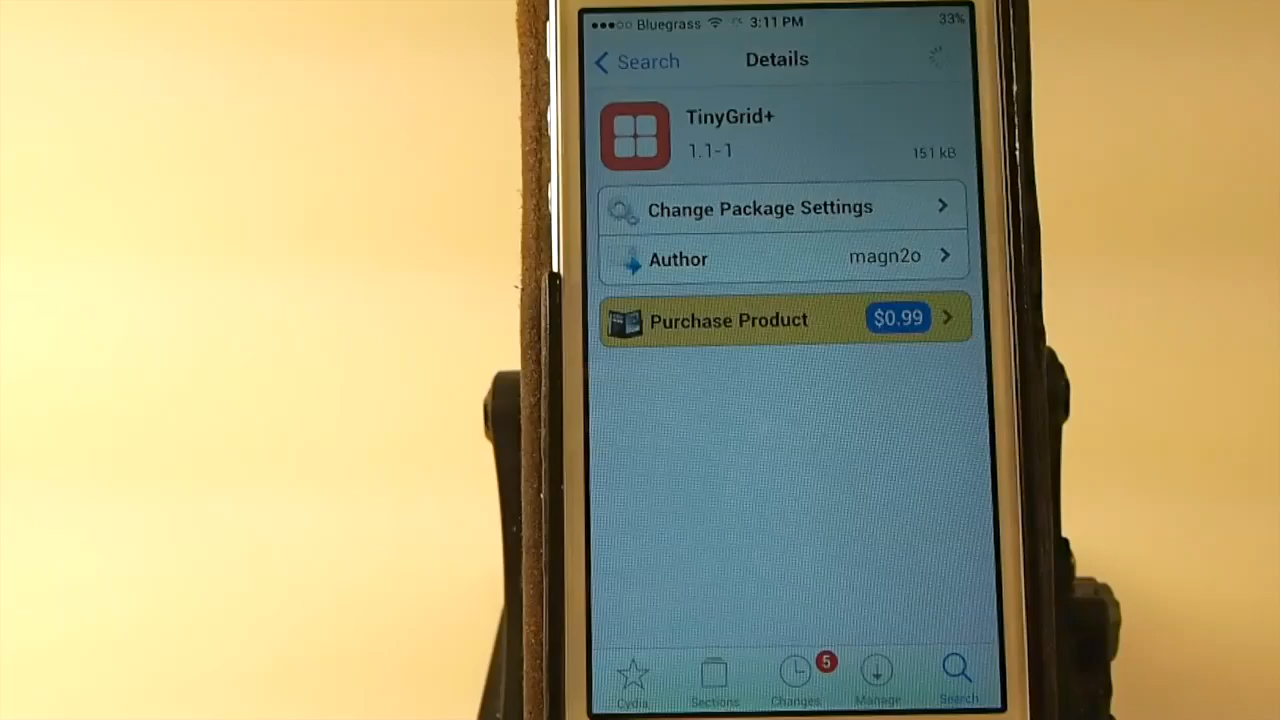 Bluegrass 3:11 PM 33%
Search Details
TinyGrid+
1.1-1 151 kB
Change Package Settings
Author magn2o
Purchase Product $0.99
5
Cydia Sections Changes Manage Search